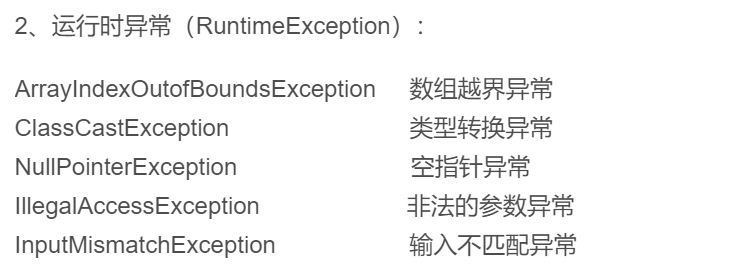 2、运行时异常（RuntimeException）：
ArrayIndexOutofBoundsException 数组越界异常
ClassCastException 类型转换异常
NullPointerException 空指针异常
IllegalAccessException 非法的参数异常
InputMismatchException 输入不匹配异常